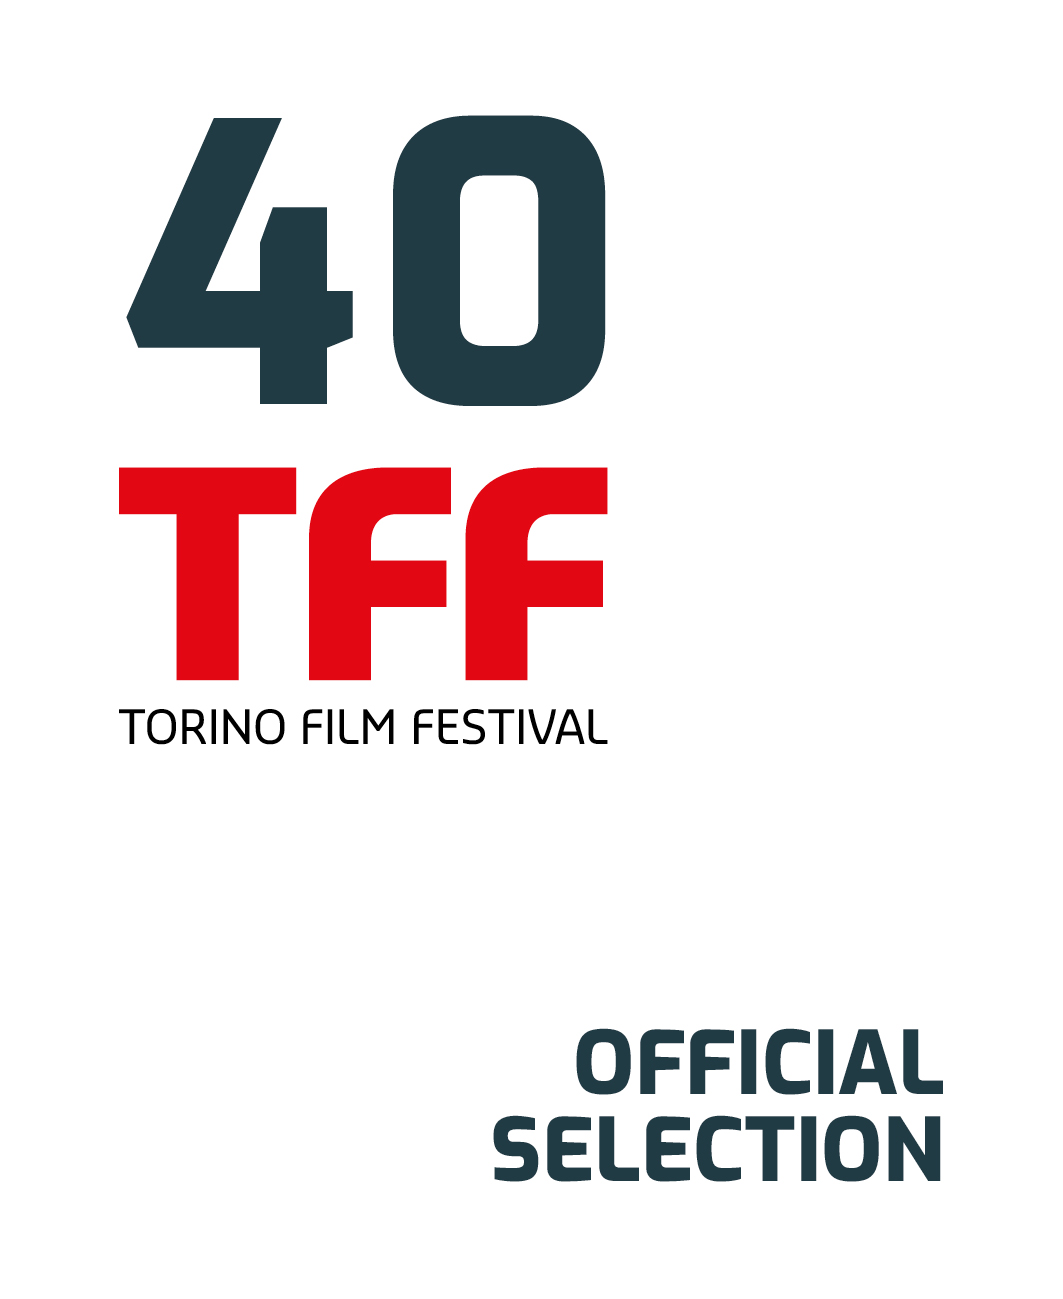 40
TFF
TORINO FILM FESTIVAL
OFFICIAL
SELECTION